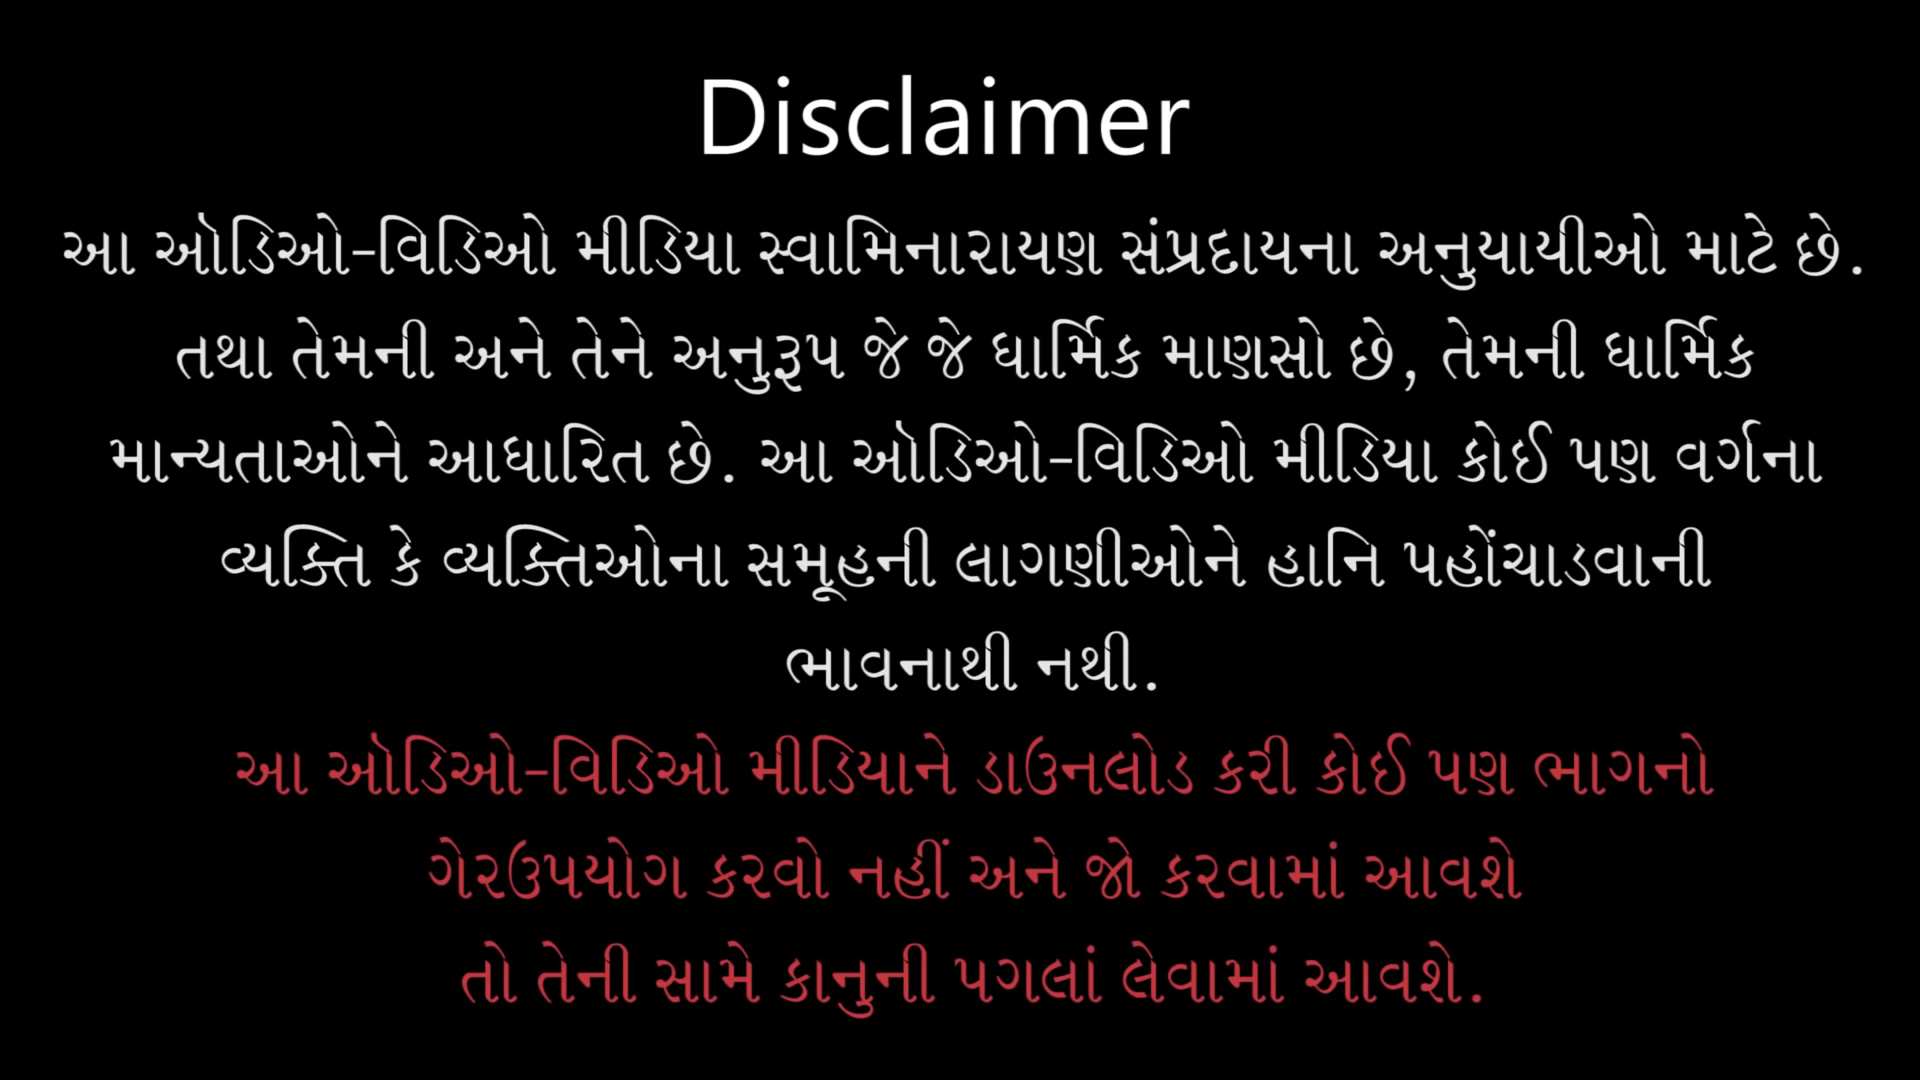 Disclaimer
આ ઑડિઓ-વિડિઓ મીડિયા સ્વામિનારાયણ સંપ્રદાયના અનુયાયીઓ માટે છે.
તથા તેમની અને તેને અનુરૂપ જે જે ધાર્મિક માણસો છે, તેમની ધાર્મિક
માન્યતાઓને આધારિત છે. આ ઑડિઓ-વિડિઓ મીડિયા કોઈ પણ વર્ગના
વ્યક્તિ કે વ્યક્તિઓના સમૂહની લાગણીઓને હાનિ પહોંચાડવાની
ભાવનાથી નથી.
આ ઑડિઓ-વિડિઓ મીડિયાને ડાઉનલોડ કરી કોઈ પણ ભાગનો
ગેરઉપયોગ કરવો નહીં અને જો કરવામાં આવશે
તો તેની સામે કાનુની પગલાં લેવામાં આવશે.